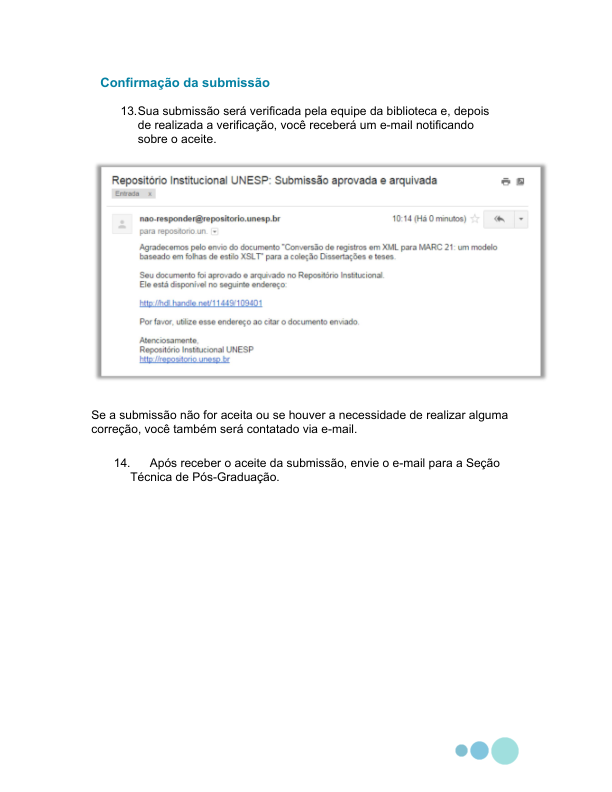 Confirmação da submissão
13.Sua submissão será verificada pela equipe da biblioteca e, depois
de realizada a verificação, você receberá um e-mail notificando
sobre o aceite.
Repositório Institucional UNESP: Submissão aprovada e arquivada
Entrada x
nao-responder@repositorio.unesp.br 10:14 (Há 0 minutos)
para repositorio.un.
Agradecemos pelo envio do documento "Conversão de registros em XML para MARC 21: um modelo
baseado em folhas de estilo XSLT" para a coleção Dissertações e teses.
Seu documento foi aprovado e arquivado no Repositório Institucional.
Ele está disponível no seguinte endereço:
http://hdl.handle.net/11449/109401
Por favor, utilize esse endereço ao citar o documento enviado.
Atenciosamente,
Repositório Institucional UNESP
http://repositorio.unesp.br
Se a submissão não for aceita ou se houver a necessidade de realizar alguma
correção, você também será contatado via e-mail.
14. Após receber o aceite da submissão, envie o e-mail para a Seção
Técnica de Pós-Graduação.